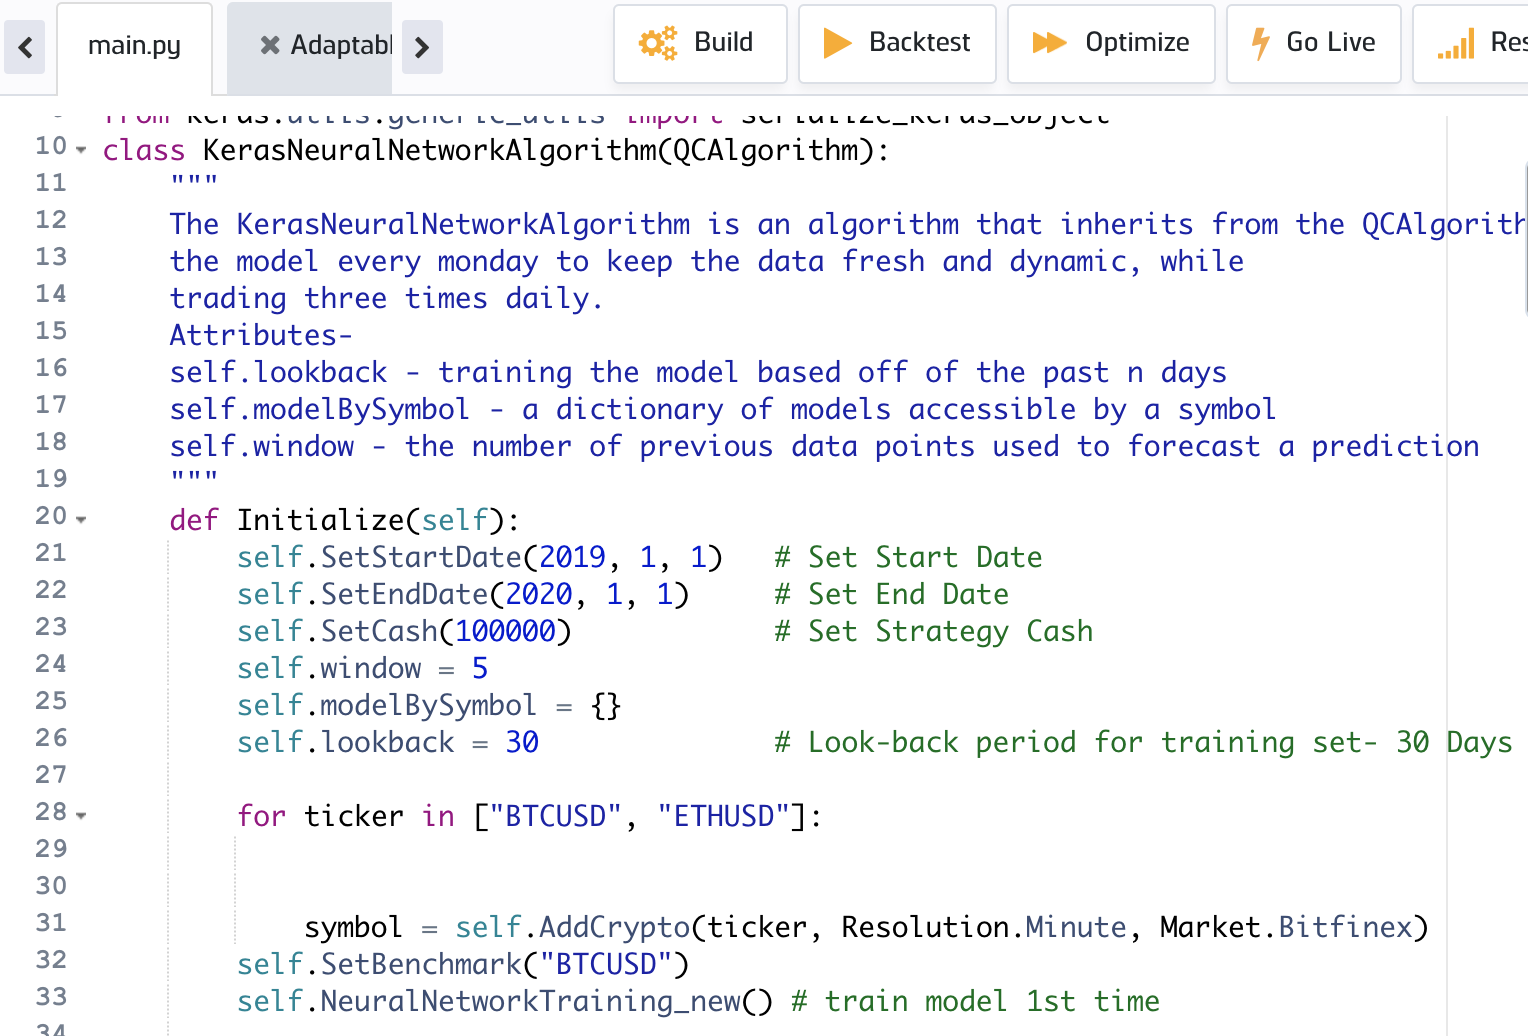 main.py
Adaptabl
Build
Backtest
Optimize
Go Live
Res
from keras.utils.generic_utils import serialize_keras_object
10 class KerasNeuralNetworkAlgorithm(QCAlgorithm):
11 """
12 The KerasNeuralNetworkAlgorithm is an algorithm that inherits from the QCAlgorith
13 the model every monday to keep the data fresh and dynamic, while
14 trading three times daily.
15 Attributes-
16 self.lookback - training the model based off of the past n days
17 self.modelBySymbol - a dictionary of models accessible by a symbol
18 self.window - the number of previous data points used to forecast a prediction
19 """
20 def Initialize(self):
21 self.SetStartDate(2019, 1, 1) # Set Start Date
22 self.SetEndDate(2020, 1, 1) # Set End Date
23 self.SetCash(100000) # Set Strategy Cash
24 self.window = 5
25 self.modelBySymbol = {}
26 self.lookback = 30 # Look-back period for training set- 30 Days
27
28 for ticker in ["BTCUSD", "ETHUSD"]:
29
30
31 symbol = self.AddCrypto(ticker, Resolution.Minute, Market.Bitfinex)
32 self.SetBenchmark("BTCUSD")
33 self.NeuralNetworkTraining_new() # train model 1st time
34